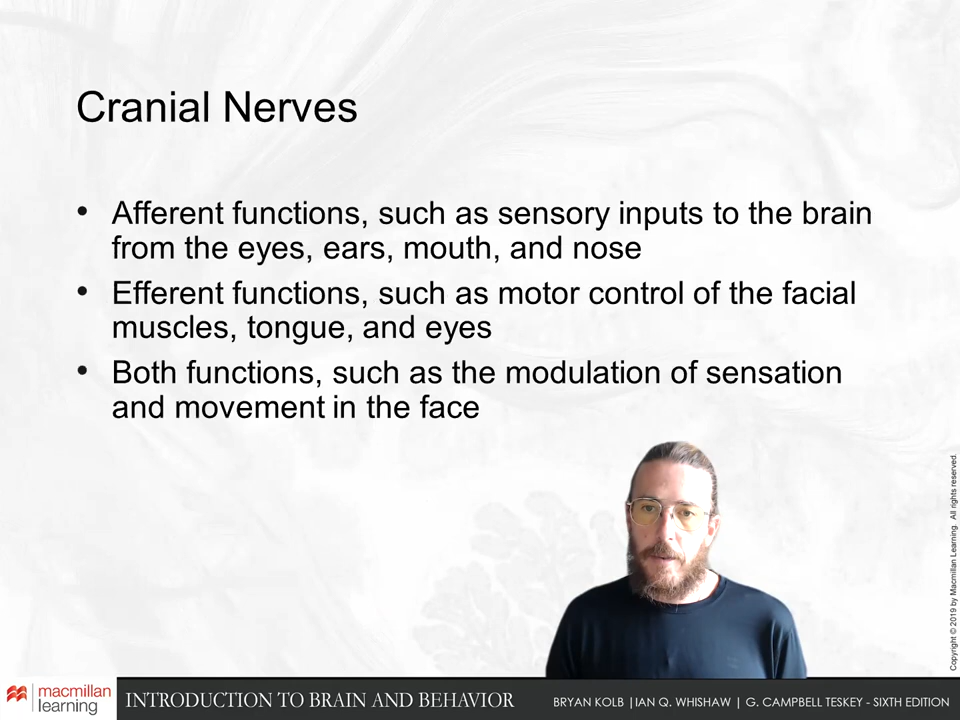 Cranial Nerves
• Afferent functions, such as sensory inputs to the brain
from the eyes, ears, mouth, and nose
• Efferent functions, such as motor control of the facial
muscles, tongue, and eyes
• Both functions, such as the modulation of sensation
and movement in the face
Copyright © 2019 by Macmillan Learning. All rights reserved.
macmillan
learning
INTRODUCTION TO BRAIN AND BEHAVIOR
BRYAN KOLB |IAN Q. WHISHAW | G. CAMPBELL TESKEY - SIXTH EDITION